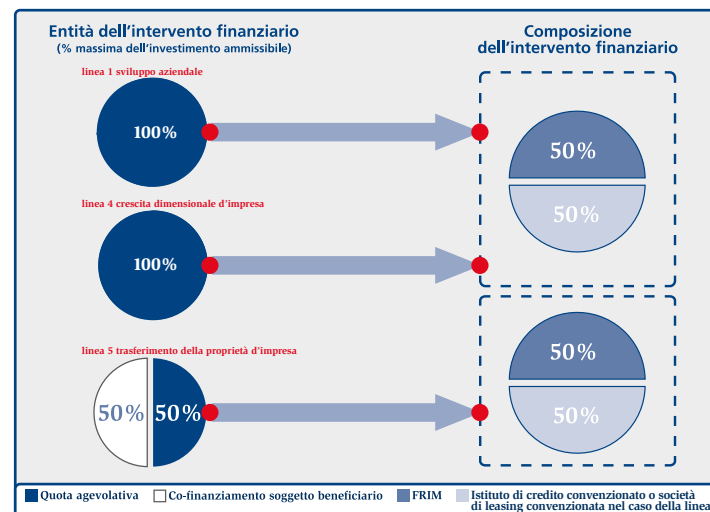 Entità dell'intervento finanziario
(% massima dell'investimento ammissibile)
Composizione
dell'intervento finanziario
linea 1 sviluppo aziendale
100%
50%
50%
linea 4 crescita dimensionale d'impresa
100%
linea 5 trasferimento della proprietà d'impresa
50%
50%
50%
50%
Quota agevolativa
Co-finanziamento soggetto beneficiario
FRIM
Istituto di credito convenzionato o società
di leasing convenzionata nel caso della linea